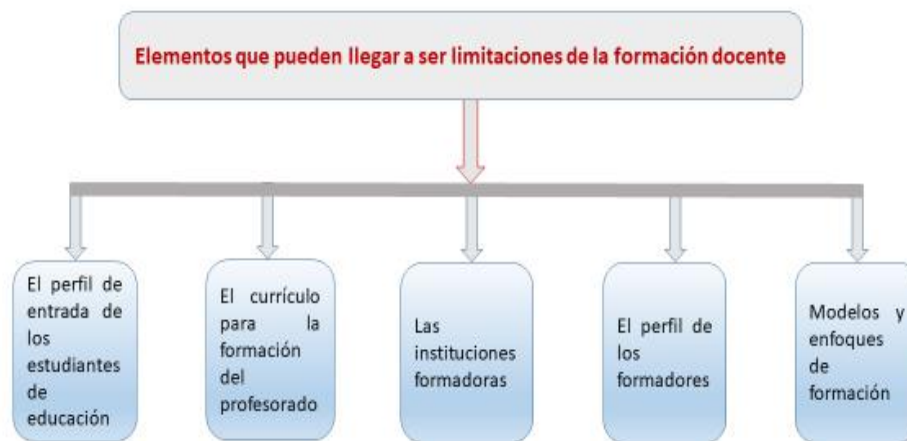 Elementos que pueden llegar a ser limitaciones de la formación docente
El perfil de
entrada de
los
estudiantes
de
educación
El currículo
para la
formación
del
profesorado
Las
instituciones
formadoras
El perfil de
los
formadores
Modelos y
enfoques
de
formación